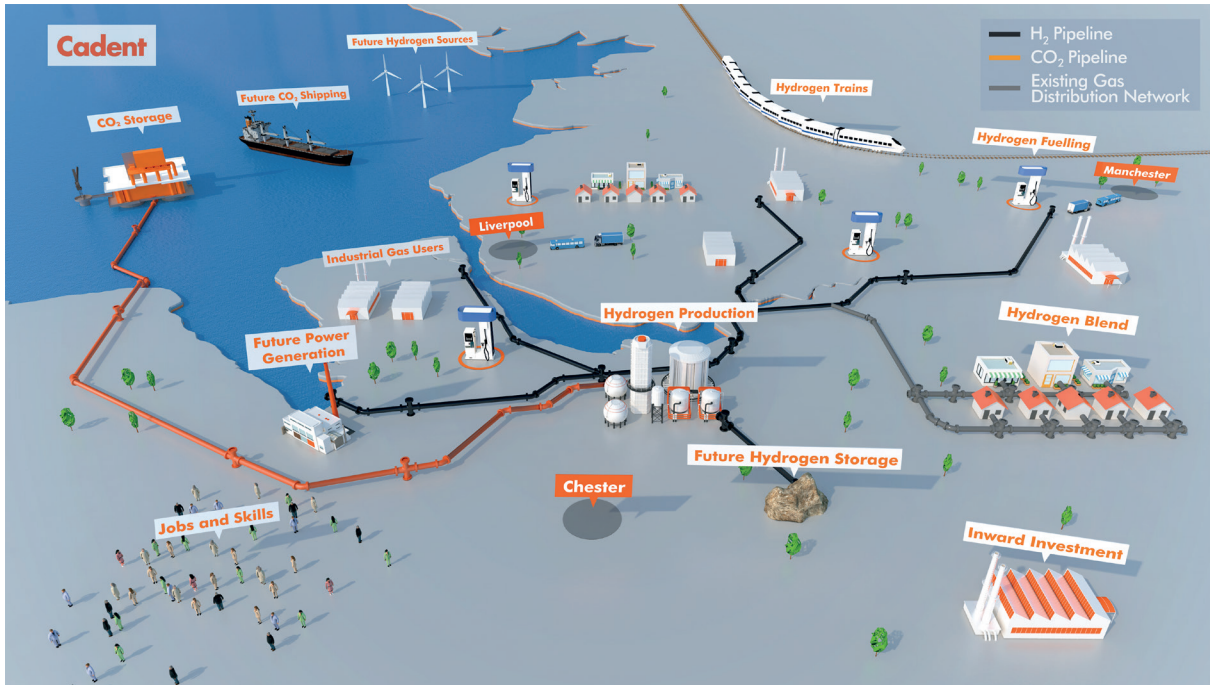 Cadent
Future Hydrogen Sources
H₂ Pipeline
CO₂ Pipeline
Existing Gas
Distribution Network
Future CO₂ Shipping
Hydrogen Trains
CO₂ Storage
Hydrogen Fuelling
Manchester
Liverpool
Industrial Gas Users
Hydrogen Production
Hydrogen Blend
Future Power
Generation
Future Hydrogen Storage
Chester
Jobs and Skills
Inward Investment